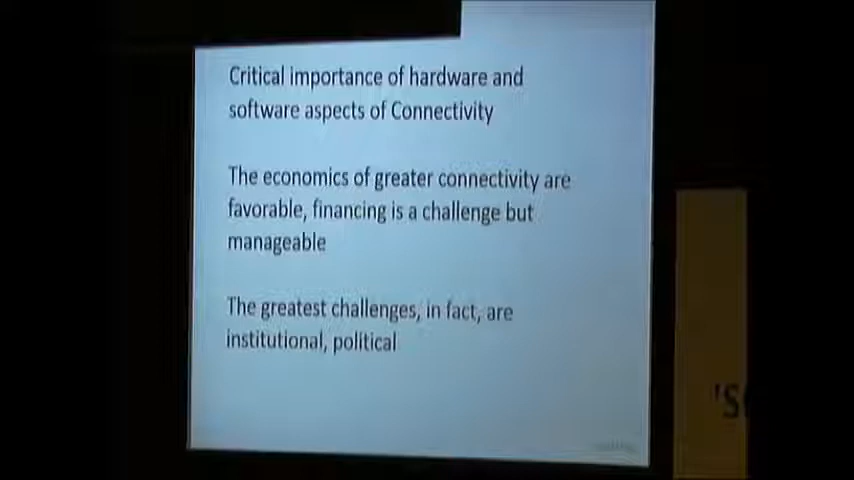 Critical importance of hardware and
software aspects of Connectivity
The economics of greater connectivity are
favorable, financing is a challenge but
manageable
The greatest challenges, in fact, are
institutional, political
'S